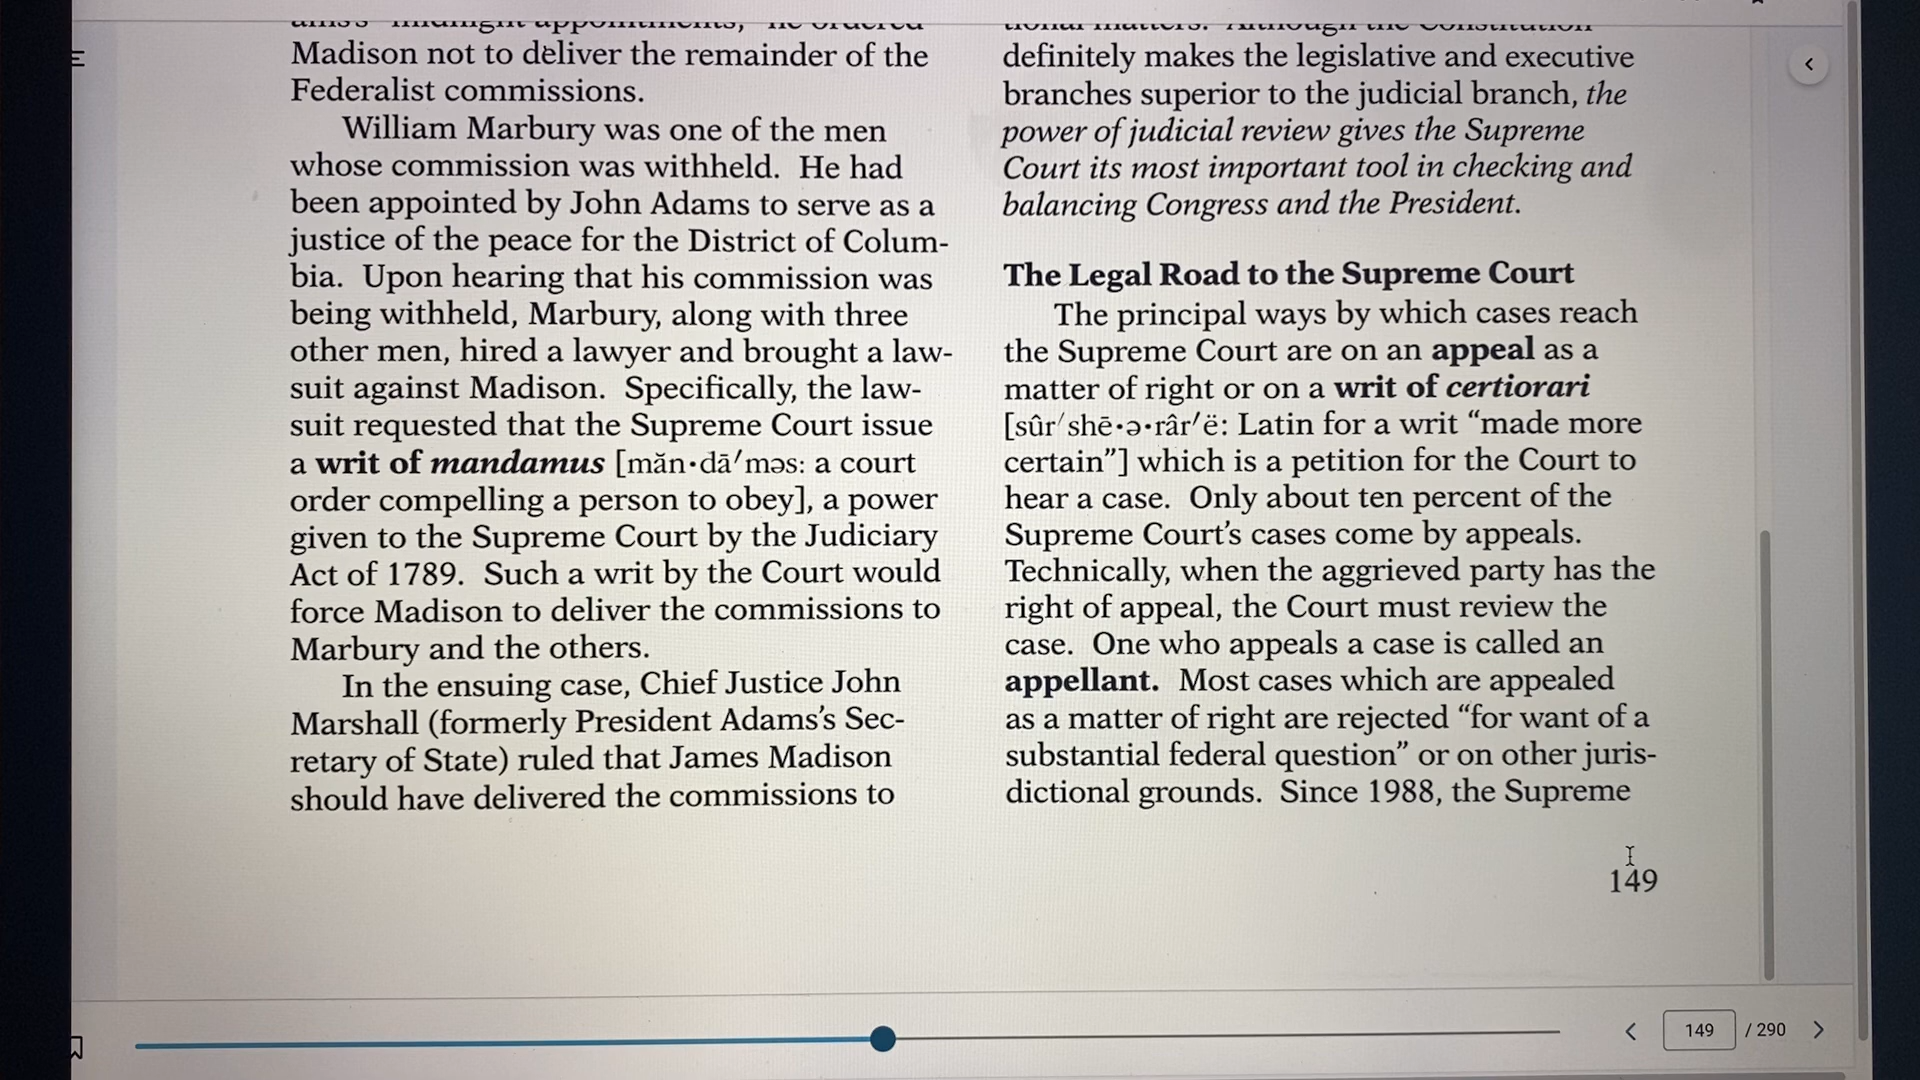 Madison not to deliver the remainder of the
Federalist commissions.
William Marbury was one of the men
whose commission was withheld. He had
been appointed by John Adams to serve as a
justice of the peace for the District of Colum-
bia. Upon hearing that his commission was
being withheld, Marbury, along with three
other men, hired a lawyer and brought a law-
suit against Madison. Specifically, the law-
suit requested that the Supreme Court issue
a writ of mandamus [măn•dā′məs: a court
order compelling a person to obey], a power
given to the Supreme Court by the Judiciary
Act of 1789. Such a writ by the Court would
force Madison to deliver the commissions to
Marbury and the others.
In the ensuing case, Chief Justice John
Marshall (formerly President Adams's Sec-
retary of State) ruled that James Madison
should have delivered the commissions to
tional matters. Although the Constitution
definitely makes the legislative and executive
branches superior to the judicial branch, the
power of judicial review gives the Supreme
Court its most important tool in checking and
balancing Congress and the President.
The Legal Road to the Supreme Court
The principal ways by which cases reach
the Supreme Court are on an appeal as a
matter of right or on a writ of certiorari
[sûr′shē•ə•râr′ë: Latin for a writ “made more
certain”] which is a petition for the Court to
hear a case. Only about ten percent of the
Supreme Court's cases come by appeals.
Technically, when the aggrieved party has the
right of appeal, the Court must review the
case. One who appeals a case is called an
appellant. Most cases which are appealed
as a matter of right are rejected “for want of a
substantial federal question” or on other juris-
dictional grounds. Since 1988, the Supreme
149
149 / 290